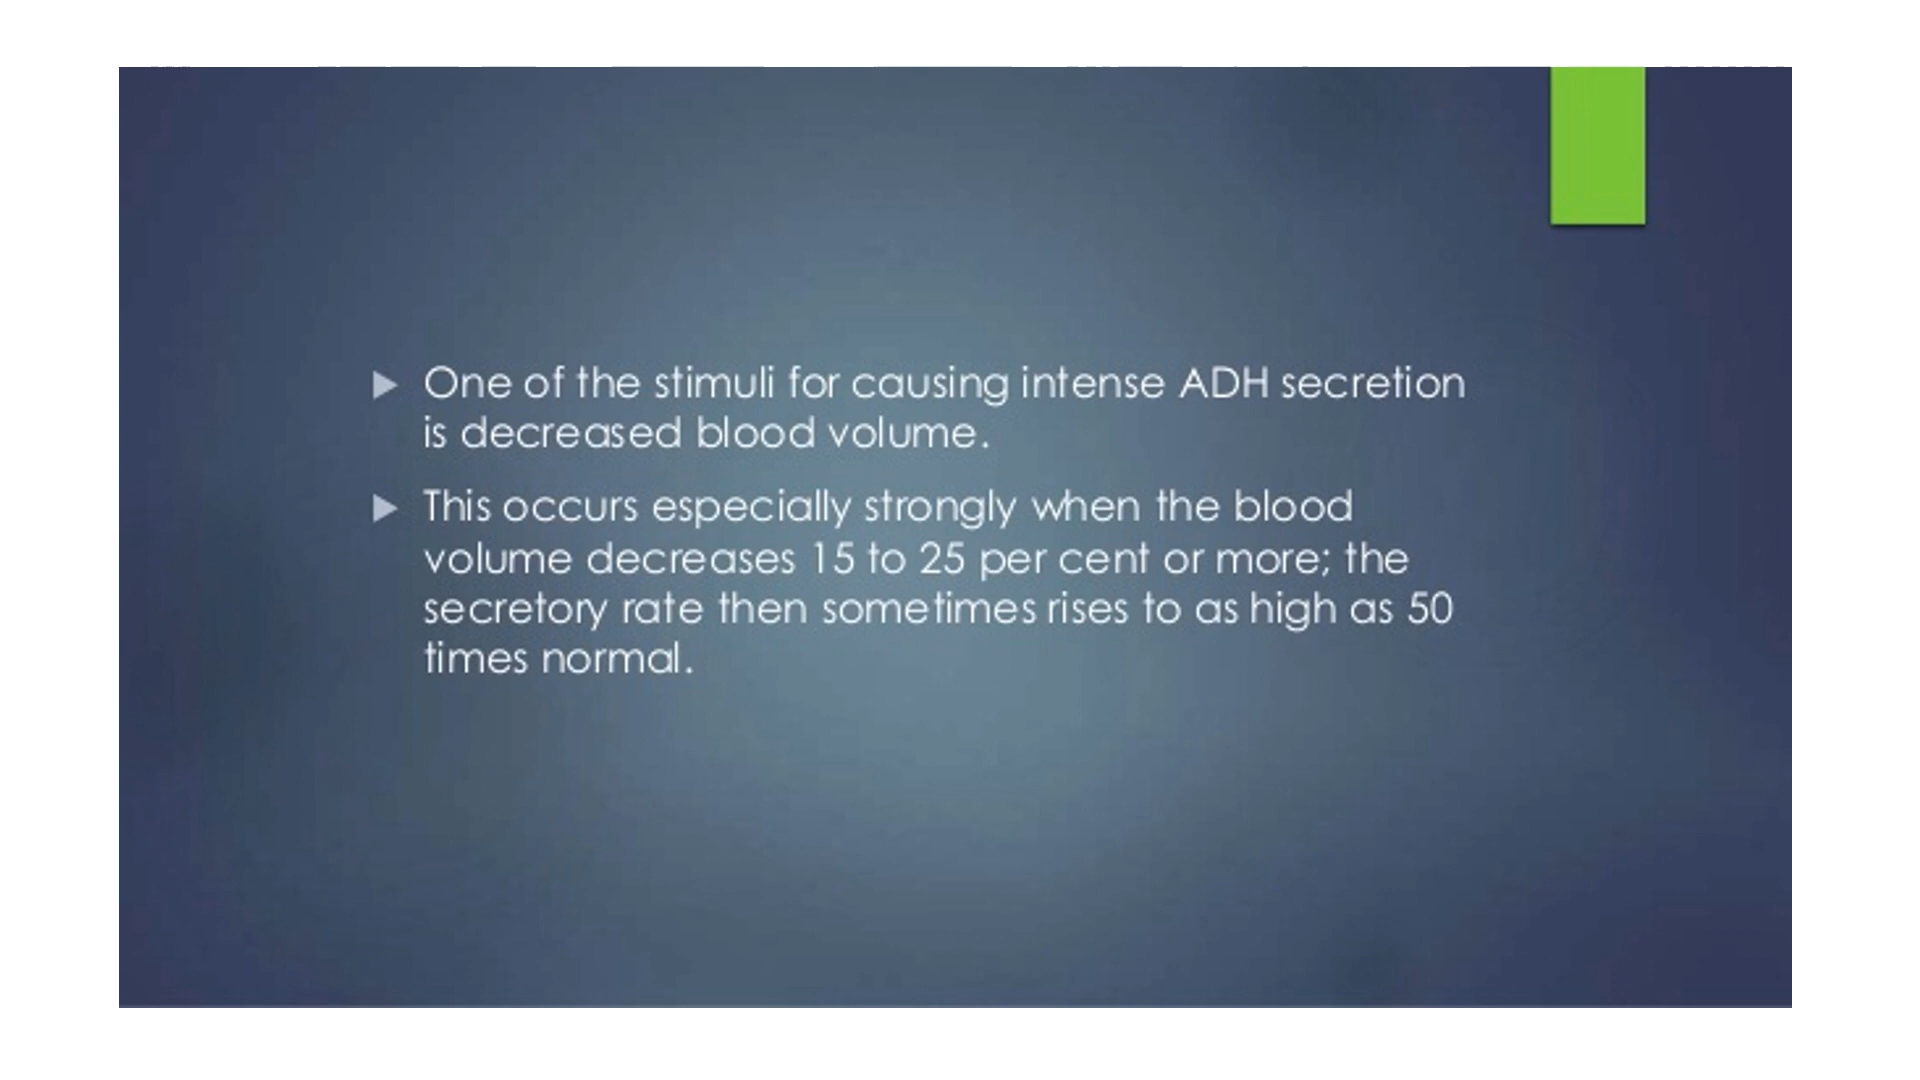 One of the stimuli for causing intense ADH secretion
is decreased blood volume.
This occurs especially strongly when the blood
volume decreases 15 to 25 per cent or more; the
secretory rate then sometimes rises to as high as 50
times normal.